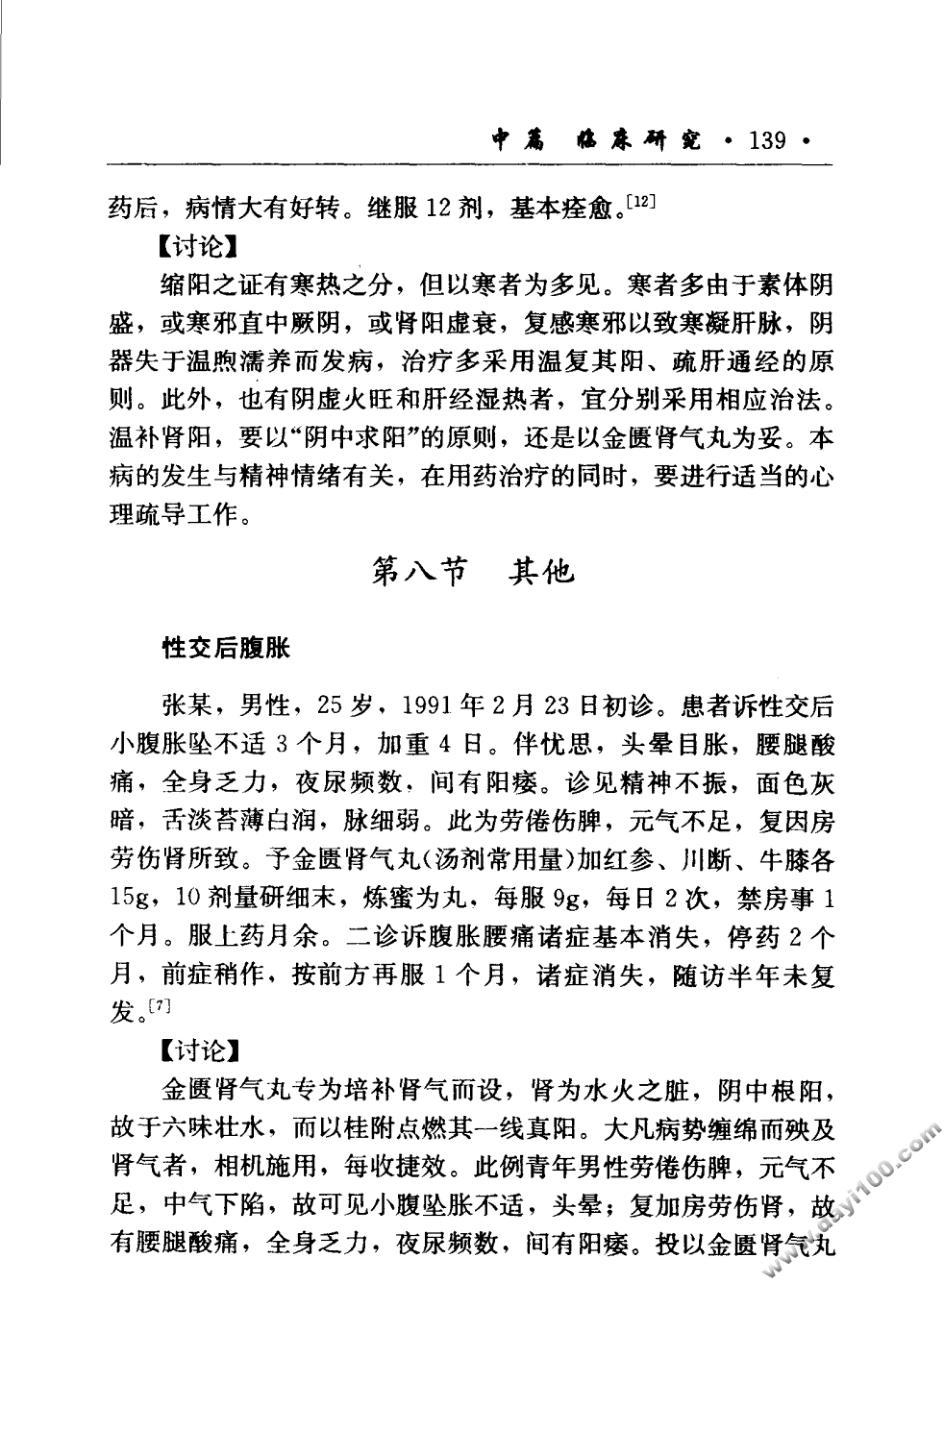 中篇 临床研究 · 139 ·
药后，病情大有好转。继服 12 剂，基本痊愈。[12]
【讨论】
缩阳之证有寒热之分，但以寒者为多见。寒者多由于素体阴
盛，或寒邪直中厥阴，或肾阳虚衰，复感寒邪以致寒凝肝脉，阴
器失于温煦濡养而发病，治疗多采用温复其阳、疏肝通经的原
则。此外，也有阴虚火旺和肝经湿热者，宜分别采用相应治法。
温补肾阳，要以“阴中求阳”的原则，还是以金匮肾气丸为妥。本
病的发生与精神情绪有关，在用药治疗的同时，要进行适当的心
理疏导工作。
第八节 其他
性交后腹胀
张某，男性，25 岁，1991 年 2 月 23 日初诊。患者诉性交后
小腹胀坠不适 3 个月，加重 4 日。伴忧思，头晕目胀，腰腿酸
痛，全身乏力，夜尿频数，间有阳痿。诊见精神不振，面色灰
暗，舌淡苔薄白润，脉细弱。此为劳倦伤脾，元气不足，复因房
劳伤肾所致。予金匮肾气丸(汤剂常用量)加红参、川断、牛膝各
15g，10 剂量研细末，炼蜜为丸，每服 9g，每日 2 次，禁房事 1
个月。服上药月余。二诊诉腹胀腰痛诸症基本消失，停药 2 个
月，前症稍作，按前方再服 1 个月，诸症消失，随访半年未复
发。[7]
【讨论】
金匮肾气丸专为培补肾气而设，肾为水火之脏，阴中根阳，
故于六味壮水，而以桂附点燃其一线真阳。大凡病势缠绵而殃及
肾气者，相机施用，每收捷效。此例青年男性劳倦伤脾，元气不
足，中气下陷，故可见小腹坠胀不适，头晕；复加房劳伤肾，故
有腰腿酸痛，全身乏力，夜尿频数，间有阳痿。投以金匮肾气丸
www.dayi100.com